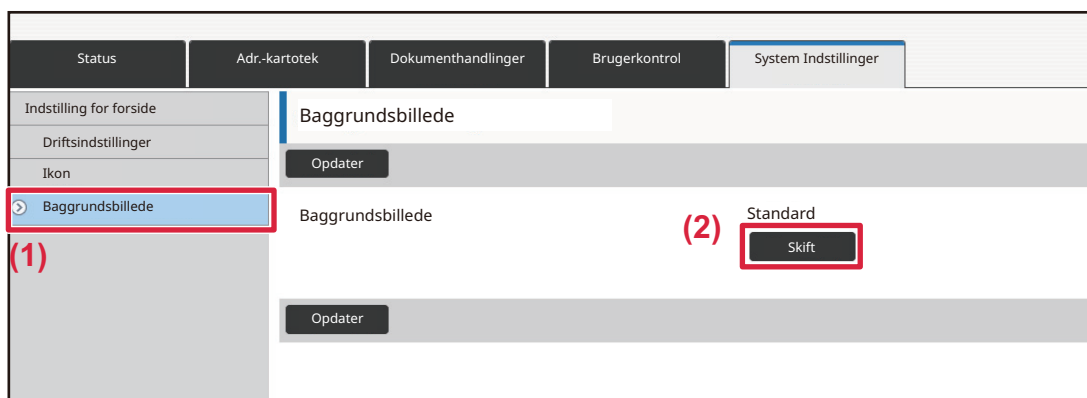 Status Adr.-kartotek Dokumenthandlinger Brugerkontrol System Indstillinger
Indstilling for forside
Driftsindstillinger
Ikon
Baggrundsbillede
(1)
Baggrundsbillede
Opdater
Baggrundsbillede
(2)
Standard
Skift
Opdater